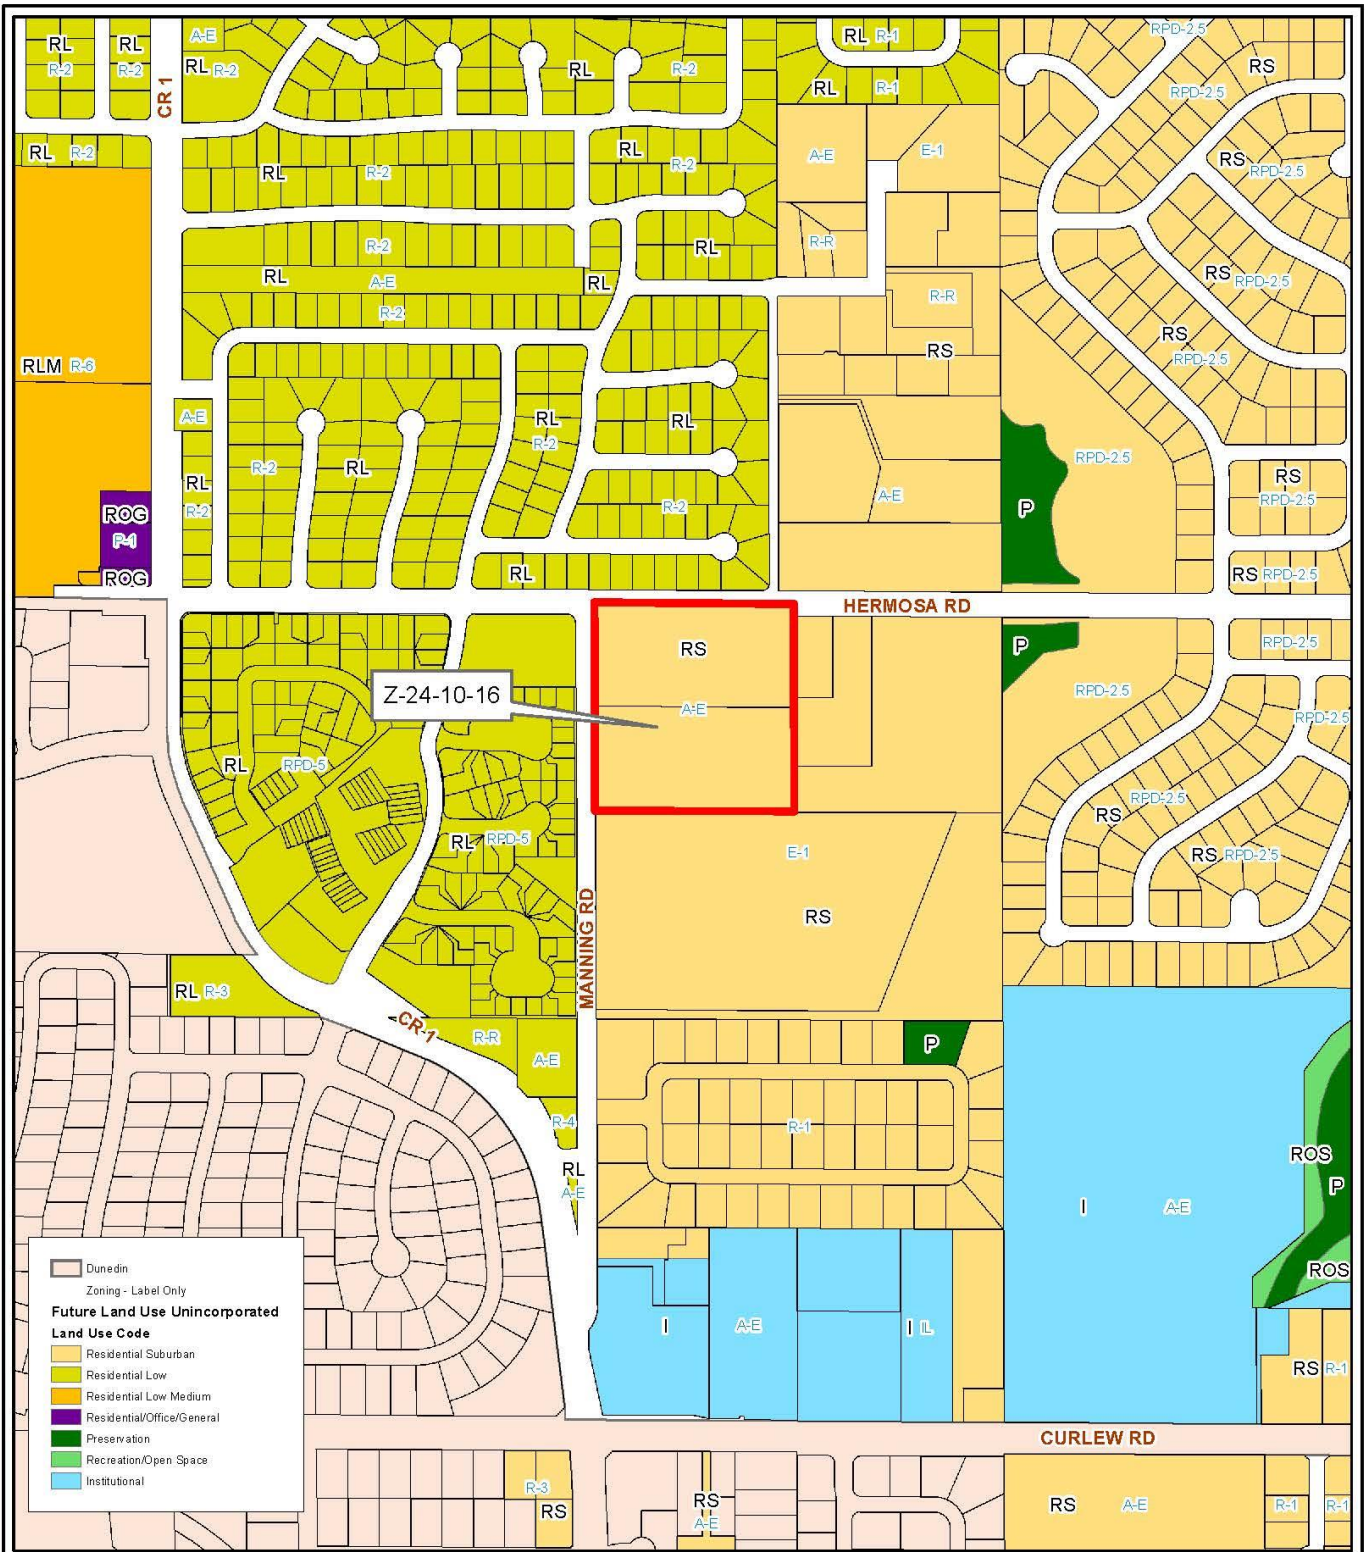 RL
R-2
RL
R-2
A-E
RL R-2
CR 1
RL
R-2
RL R-1
RL
R-1
RPD-2.5
RS
RPD-2.5
RL R-2
RL
R-2
RL
R-2
A-E
E-1
RS
RPD-2.5
R-2
RL
R-R
RL
A-E
RL
R-2
R-R
RS
RS
RPD-2.5
RS
RPD-2.5
RLM R-6
A-E
RL
R-2
RL
R-2
RL
RL
R-2
R-2
A-E
RPD-2.5
RS
RPD-2.5
P
ROG
P-1
ROG
RL
RS RPD-2.5
HERMOSA RD
RS
P
RPD-2.5
Z-24-10-16
A-E
RPD-2.5
RPD-2.5
RL
RPD-5
RPD-2.5
RS
RL
RPD-5
E-1
RS RPD-2.5
RS
MANNING RD
RL R-3
CR-1
R-R
A-E
P
R-4
R-1
RL
A-E
ROS
P
I
A-E
ROS
Dunedin
Zoning - Label Only
Future Land Use Unincorporated
Land Use Code
Residential Suburban
Residential Low
Residential Low Medium
Residential/Office/General
Preservation
Recreation/Open Space
Institutional
I
A-E
I IL
RS R-1
CURLEW RD
R-3
RS
RS
A-E
RS
A-E
R-1
R-1